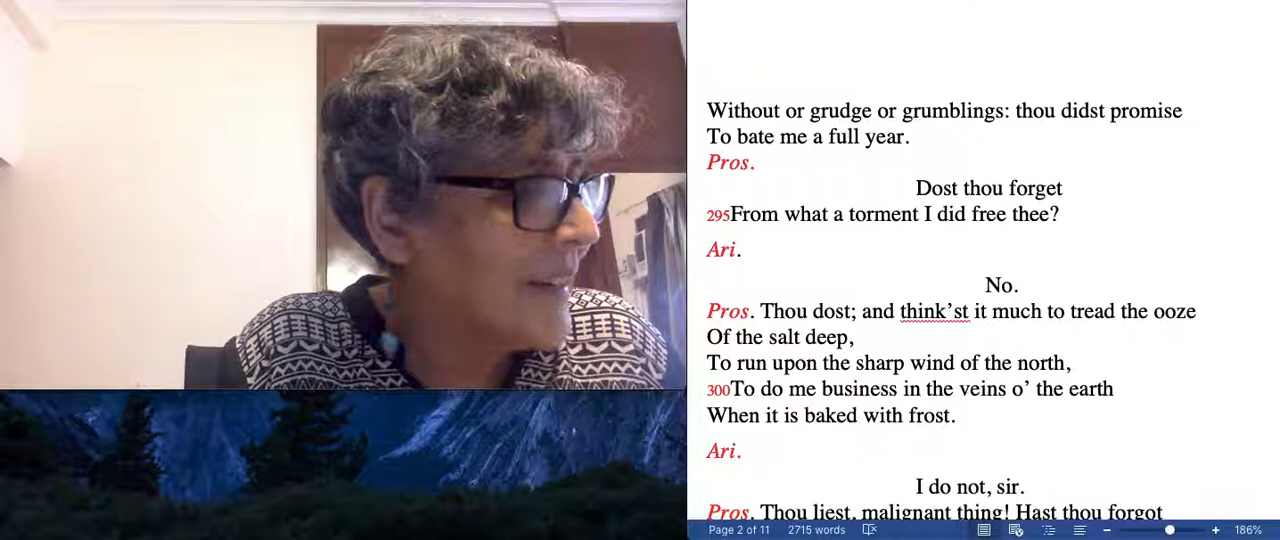 Without or grudge or grumblings: thou didst promise
To bate me a full year.
Pros.
Dost thou forget
295From what a torment I did free thee?
Ari.
No.
Pros. Thou dost; and think’st it much to tread the ooze
Of the salt deep,
To run upon the sharp wind of the north,
300To do me business in the veins o’ the earth
When it is baked with frost.
Ari.
I do not, sir.
Pros. Thou liest, malignant thing! Hast thou forgot
Page 2 of 11 2715 words 186%